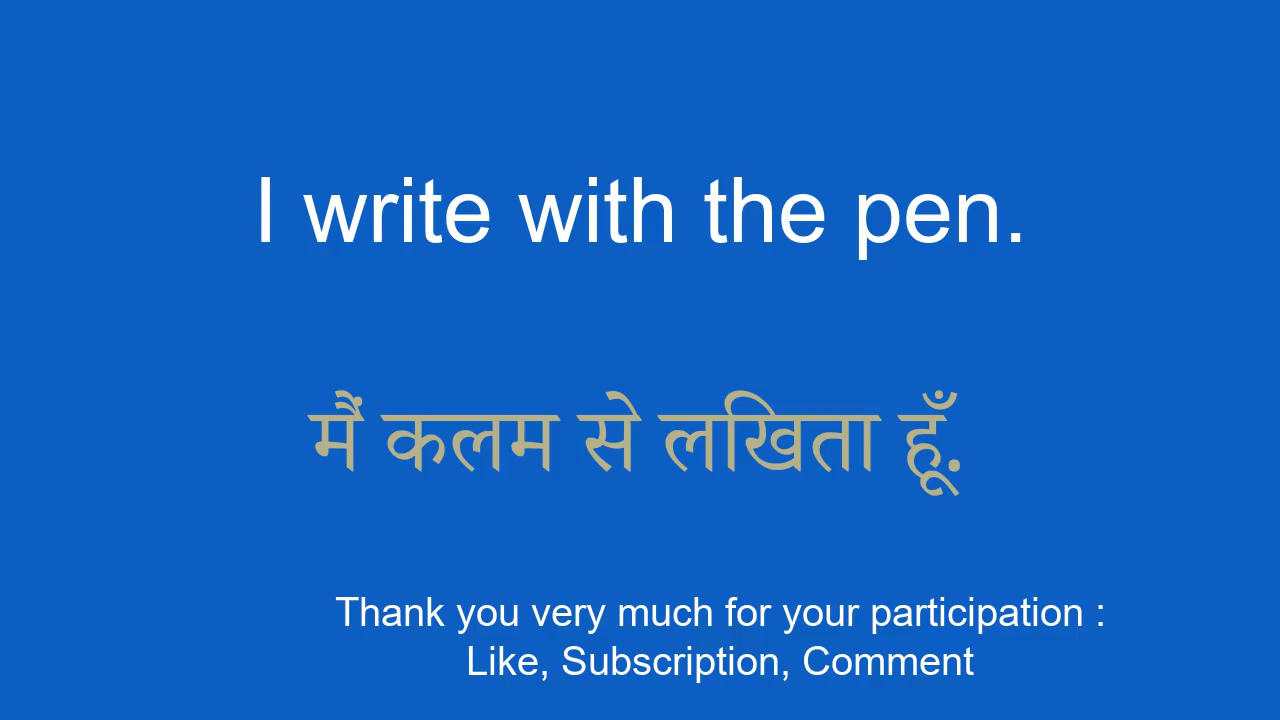 I write with the pen.
मैं कलम से लखिता हूँ.
Thank you very much for your participation :
Like, Subscription, Comment